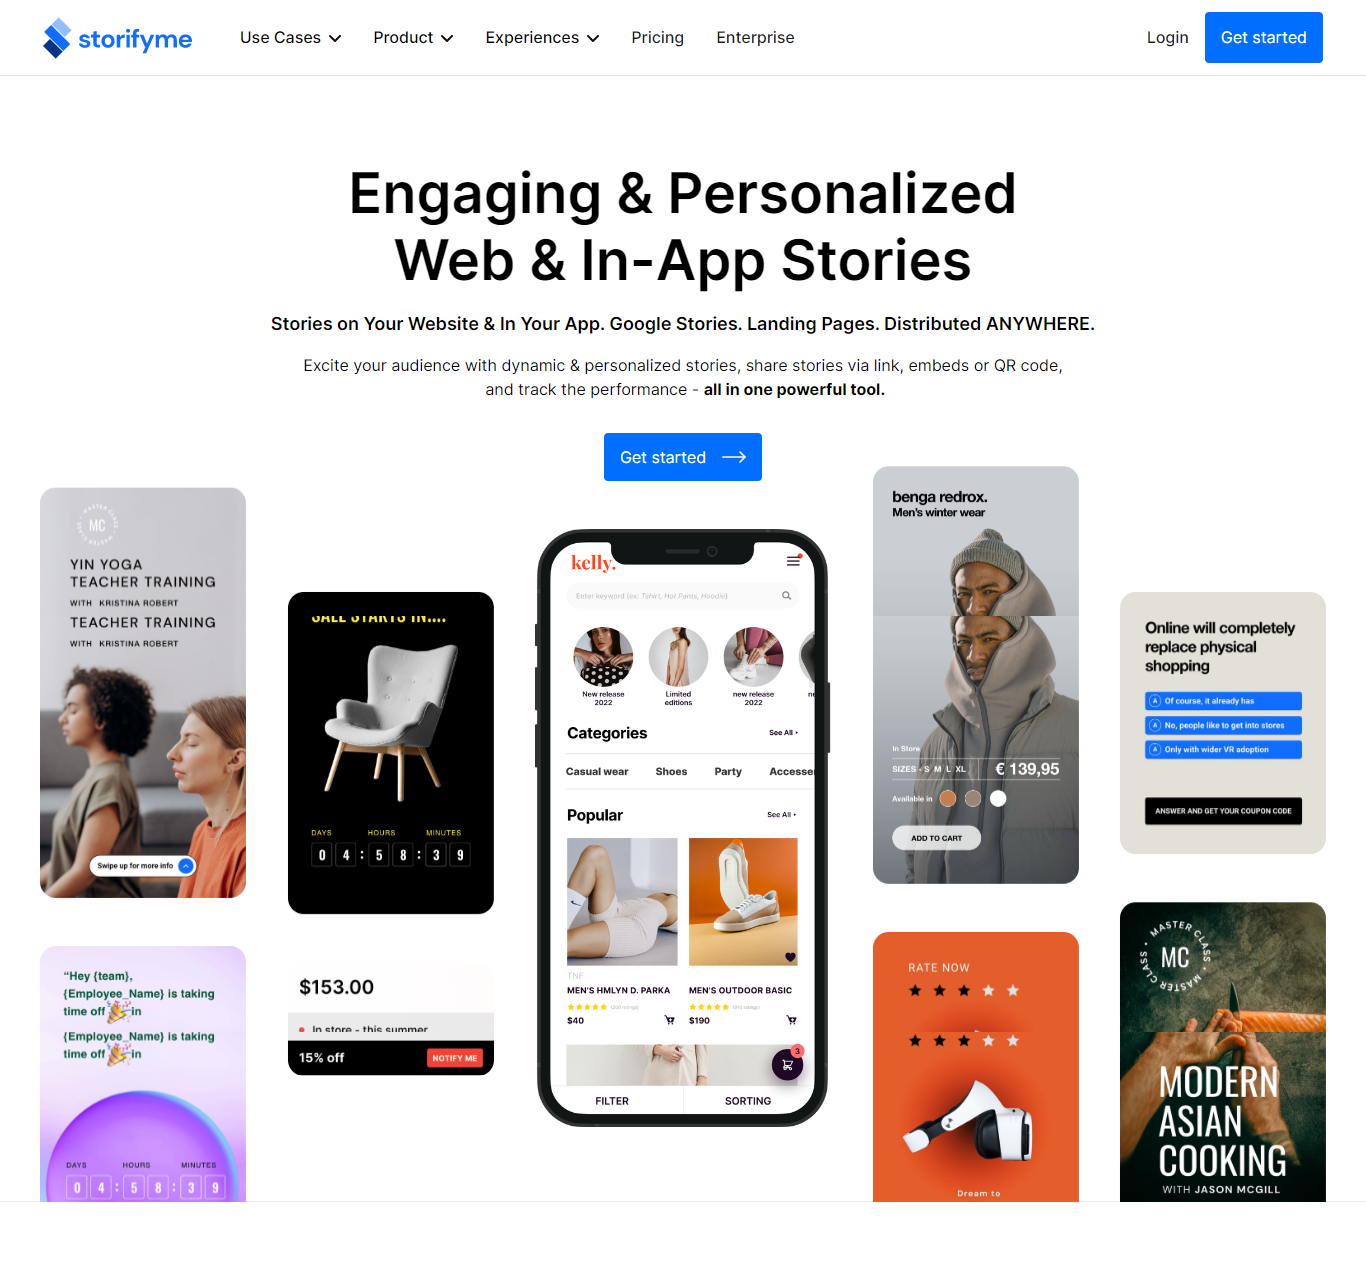 storifyme
Use Cases
Product
Experiences
Pricing
Enterprise
Login
Get started
Engaging & Personalized
Web & In-App Stories
Stories on Your Website & In Your App. Google Stories. Landing Pages. Distributed ANYWHERE.
Excite your audience with dynamic & personalized stories, share stories via link, embeds or QR code,
and track the performance - all in one powerful tool.
Get started
MASTER CLASS
MASTER CLASS
MC
YIN YOGA
TEACHER TRAINING
WITH KRISTINA ROBERT
TEACHER TRAINING
WITH KRISTINA ROBERT
Swipe up for more info
"Hey {team},
{Employee_Name} is taking
time off 🎉in
{Employee_Name} is taking
time off 🎉in
DAYS HOURS MINUTES
0 4 : 5 8 : 3 9
SALE STARTS IN....
DAYS HOURS MINUTES
0 4 : 5 8 : 3 9
$153.00
In store - this summer
15% off
NOTIFY ME
kelly.
Enter keyword (ex: Tshirt, Hot Pants, Hoodie)
New release
2022
Limited
editions
new release
2022
Categories
See All
Casual wear
Shoes
Party
Accesser
Popular
See All
TNF
MEN'S HMLYN D. PARKA
$40
MEN'S OUTDOOR BASIC
$190
3
FILTER
SORTING
benga redrox.
Men's winter wear
In Store
SIZES - S M L XL
€ 139,95
Available in
ADD TO CART
RATE NOW
Dream to
Online will completely
replace physical
shopping
A Of course, it already has
A No, people like to get into stores
A Only with wider VR adoption
ANSWER AND GET YOUR COUPON CODE
MASTER CLASS • MASTER CLASS •
MC
MODERN
ASIAN
COOKING
WITH JASON MCGILL